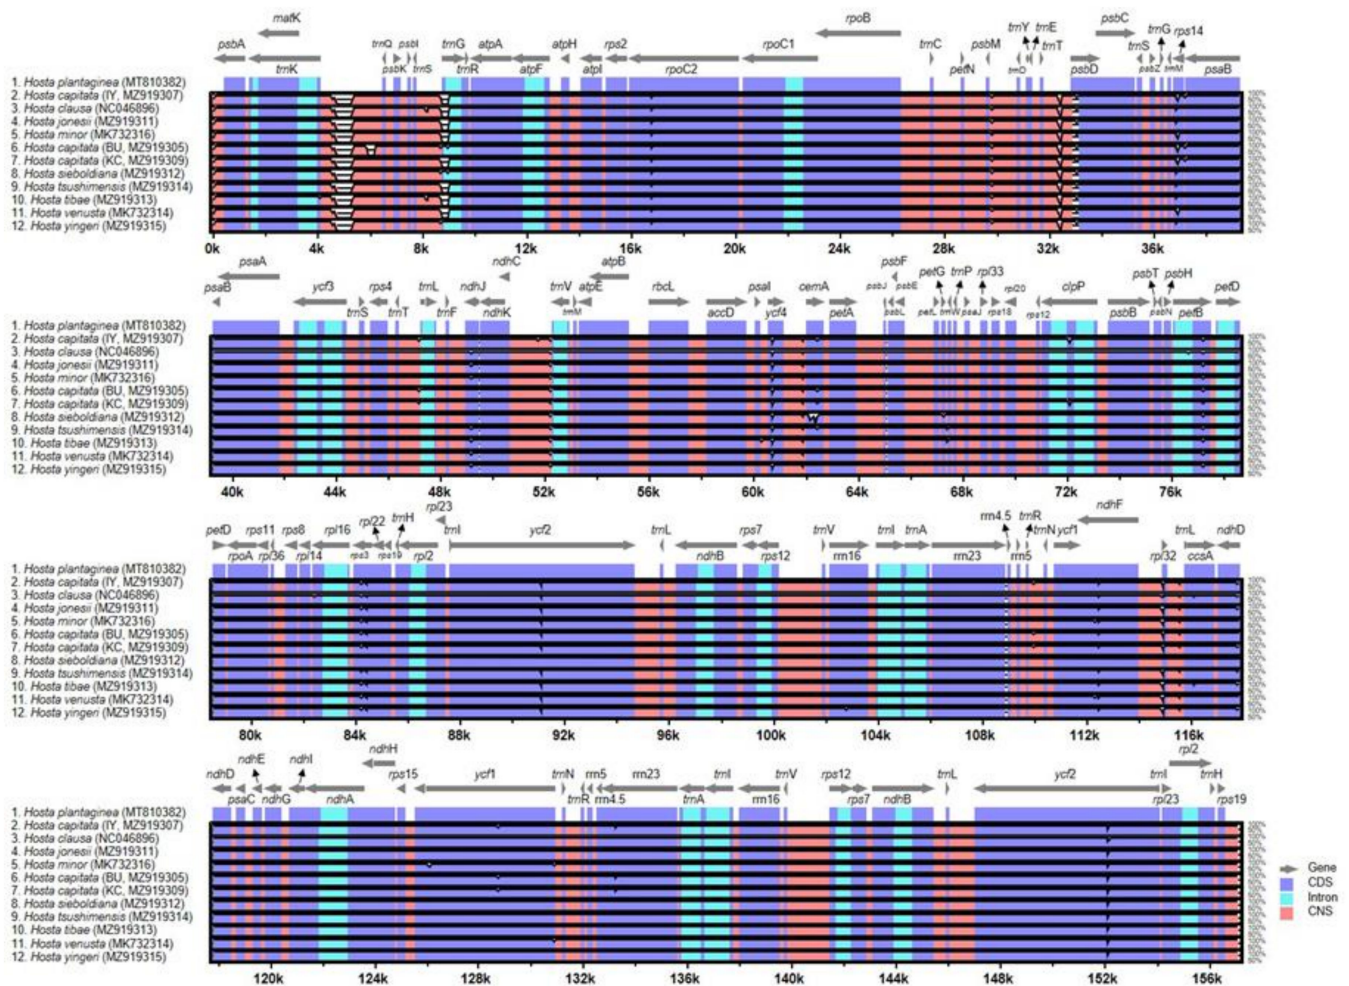 matK rpoB trnY trnE psbC trnG rps14
psbA trnQ psbI trnG atpA atpH rps2 rpoC1 trnC psbM trnT trnS
trnK psbK trnS trnR atpF atpI rpoC2 petN trnD psbD psbZ trnM psaB
1. Hosta plantaginea (MT810382)
2. Hosta capitata (IY, MZ919307)
3. Hosta clausa (NC046896)
4. Hosta jonesii (MZ919311)
5. Hosta minor (MK732316)
6. Hosta capitata (BU, MZ919305)
7. Hosta capitata (KC, MZ919309)
8. Hosta sieboldiana (MZ919312)
9. Hosta tsushimensis (MZ919314)
10. Hosta tibae (MZ919313)
11. Hosta venusta (MK732314)
12. Hosta yingeri (MZ919315)
0k 4k 8k 12k 16k 20k 24k 28k 32k 36k
psaA ndhC atpB psbF petG trnP rpl33 psbT psbH
psaB ycf3 rps4 trnL ndhJ trnV atpE rbcL psaI cemA psbJ psbE rpl20 clpP petD
trnS trnT trnF ndhK trnM accD ycf4 petA psbL petL trnW psaJ rps18 rps12 psbB psbN petB
1. Hosta plantaginea (MT810382)
2. Hosta capitata (IY, MZ919307)
3. Hosta clausa (NC046896)
4. Hosta jonesii (MZ919311)
5. Hosta minor (MK732316)
6. Hosta capitata (BU, MZ919305)
7. Hosta capitata (KC, MZ919309)
8. Hosta sieboldiana (MZ919312)
9. Hosta tsushimensis (MZ919314)
10. Hosta tibae (MZ919313)
11. Hosta venusta (MK732314)
12. Hosta yingeri (MZ919315)
40k 44k 48k 52k 56k 60k 64k 68k 72k 76k
rpl23 ndhF
petD rps11 rps8 rpl16 rpl22 trnH trnI ycf2 trnL rps7 trnV trnI trnA rrn4.5 trnR trnN ycf1 trnL ndhD
rpoA rpl36 rpl14 rps3 rps19 rpl2 ndhB rps12 rrn16 rrn23 rrn5 rpl32 ccsA
1. Hosta plantaginea (MT810382)
2. Hosta capitata (IY, MZ919307)
3. Hosta clausa (NC046896)
4. Hosta jonesii (MZ919311)
5. Hosta minor (MK732316)
6. Hosta capitata (BU, MZ919305)
7. Hosta capitata (KC, MZ919309)
8. Hosta sieboldiana (MZ919312)
9. Hosta tsushimensis (MZ919314)
10. Hosta tibae (MZ919313)
11. Hosta venusta (MK732314)
12. Hosta yingeri (MZ919315)
80k 84k 88k 92k 96k 100k 104k 108k 112k 116k
ndhE ndhI ndhH rpl2
ndhD rps15 ycf1 trnN rrn5 rrn23 trnI trnV rps12 trnL ycf2 trnI trnH
psaC ndhG ndhA trnR rrn4.5 trnA rrn16 rps7 ndhB rpl23 rps19
1. Hosta plantaginea (MT810382)
2. Hosta capitata (IY, MZ919307)
3. Hosta clausa (NC046896)
4. Hosta jonesii (MZ919311)
5. Hosta minor (MK732316)
6. Hosta capitata (BU, MZ919305)
7. Hosta capitata (KC, MZ919309)
8. Hosta sieboldiana (MZ919312)
9. Hosta tsushimensis (MZ919314)
10. Hosta tibae (MZ919313)
11. Hosta venusta (MK732314)
12. Hosta yingeri (MZ919315)
120k 124k 128k 132k 136k 140k 144k 148k 152k 156k
Gene
CDS
Intron
CNS